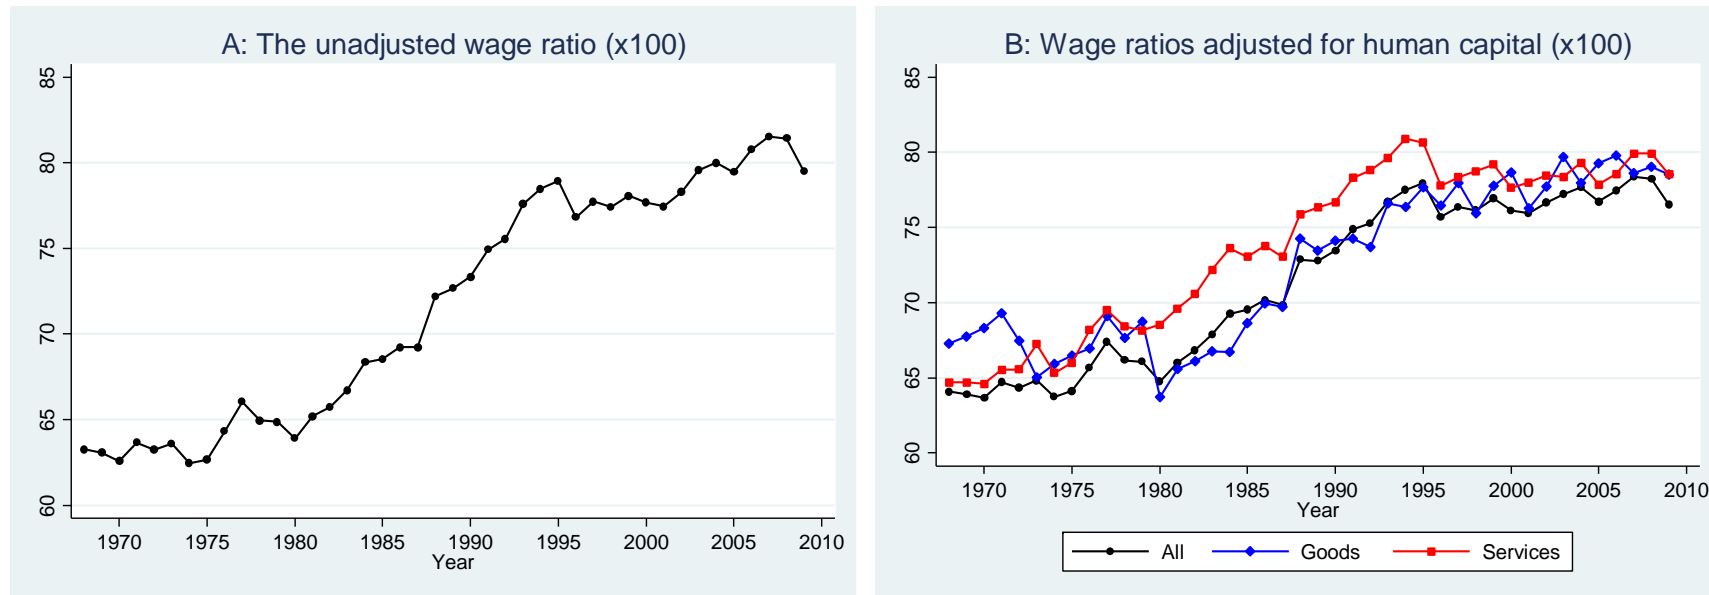 A: The unadjusted wage ratio (x100)
85
80
75
70
65
60
1970 1975 1980 1985 1990 1995 2000 2005 2010
Year
B: Wage ratios adjusted for human capital (x100)
85
80
75
70
65
60
1970 1975 1980 1985 1990 1995 2000 2005 2010
Year
All Goods Services